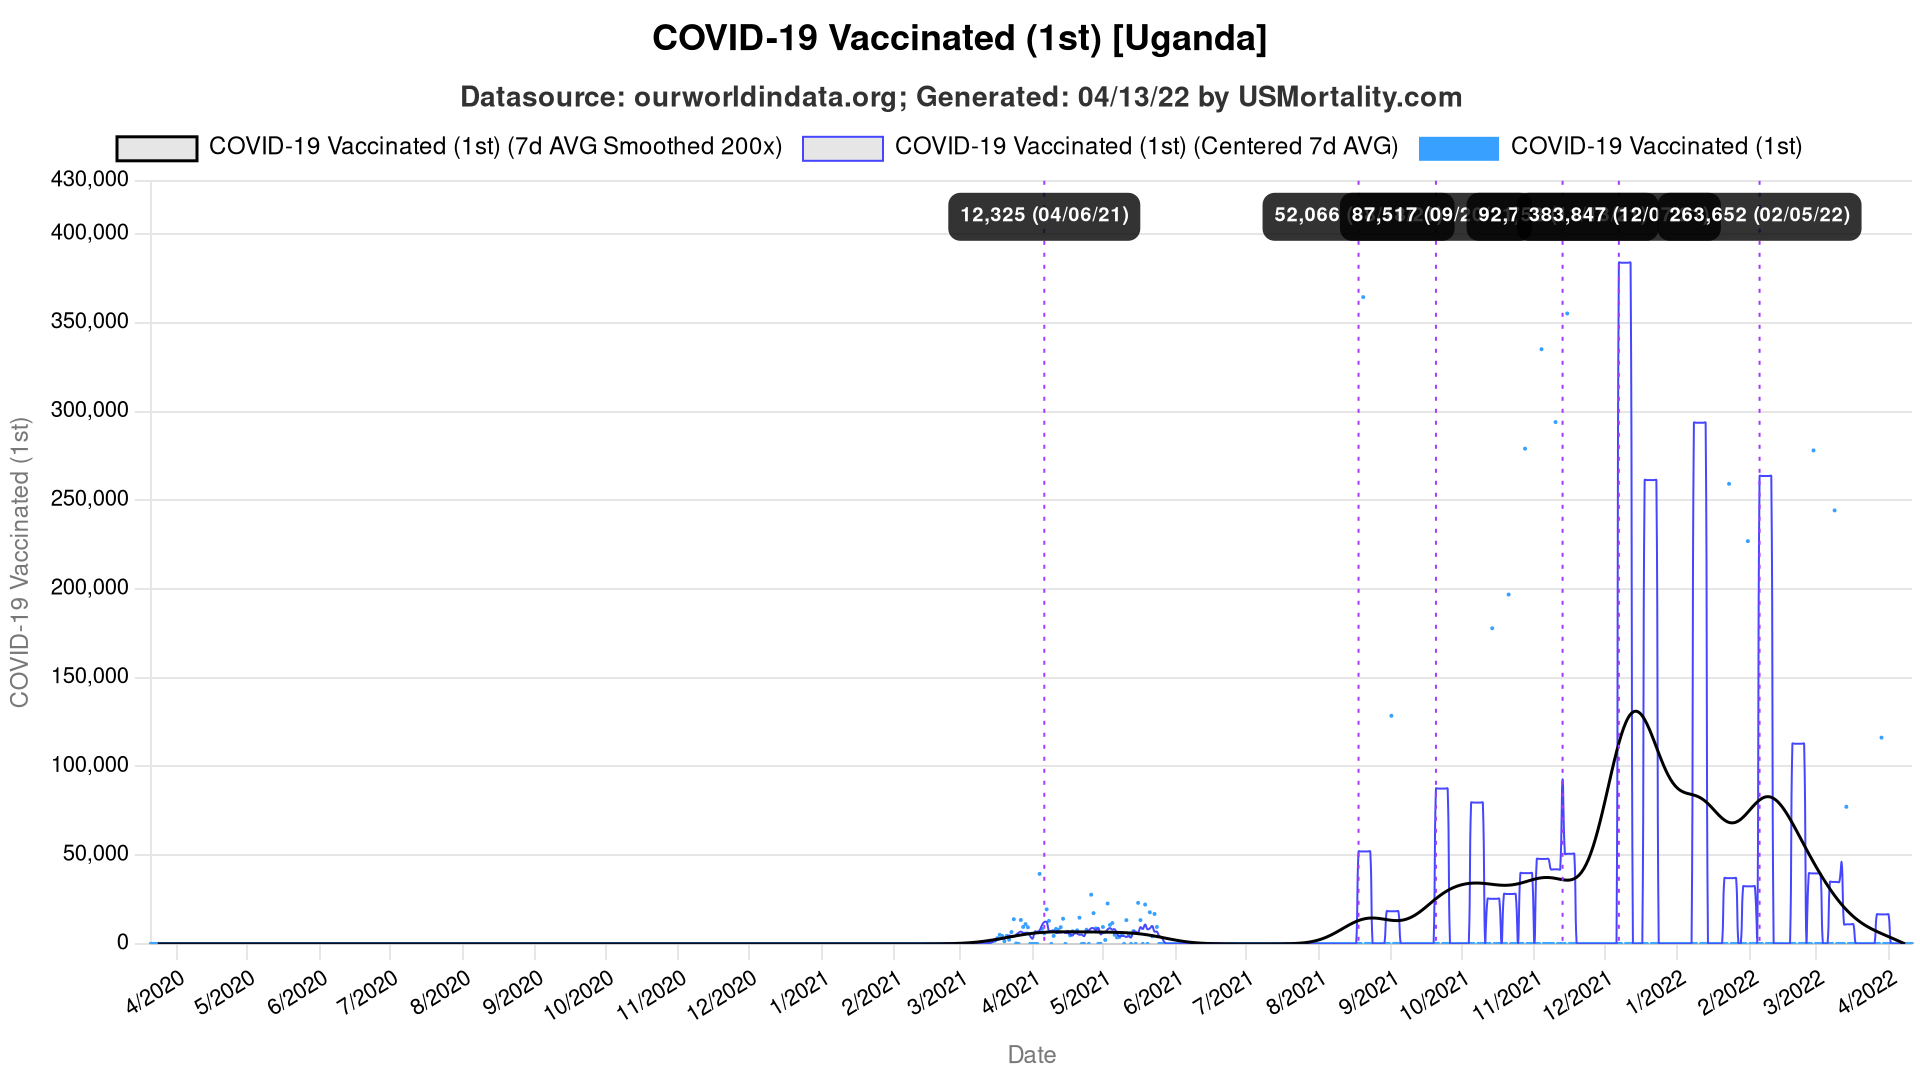 COVID-19 Vaccinated (1st) [Uganda]
Datasource: ourworldindata.org; Generated: 04/13/22 by USMortality.com
COVID-19 Vaccinated (1st) (7d AVG Smoothed 200x) COVID-19 Vaccinated (1st) (Centered 7d AVG) COVID-19 Vaccinated (1st)
12,325 (04/06/21) 52,066 87,517 (09/2 92,7 383,847 (12/0 263,652 (02/05/22)
430,000
400,000
350,000
300,000
250,000
200,000
150,000
100,000
50,000
0
COVID-19 Vaccinated (1st)
4/2020 5/2020 6/2020 7/2020 8/2020 9/2020 10/2020 11/2020 12/2020 1/2021 2/2021 3/2021 4/2021 5/2021 6/2021 7/2021 8/2021 9/2021 10/2021 11/2021 12/2021 1/2022 2/2022 3/2022 4/2022
Date